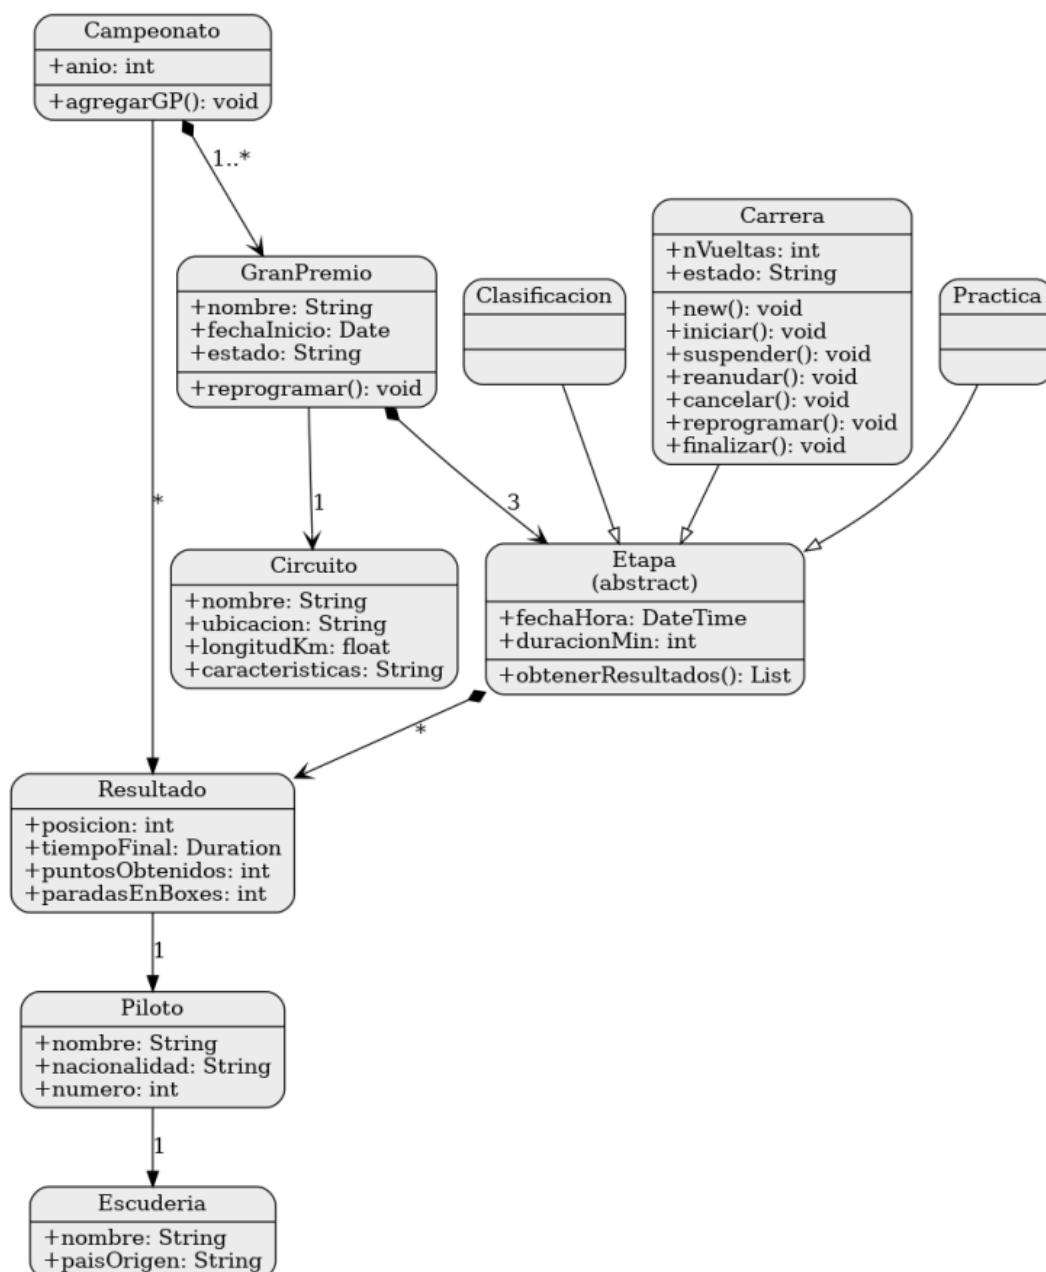 Campeonato
+anio: int
+agregarGP(): void
1..*
Carrera
+nVueltas: int
+estado: String
+new(): void
+iniciar(): void
+suspender(): void
+reanudar(): void
+cancelar(): void
+reprogramar(): void
+finalizar(): void
GranPremio
+nombre: String
+fechaInicio: Date
+estado: String
+reprogramar(): void
Clasificacion
Practica
*
1
3
Circuito
+nombre: String
+ubicacion: String
+longitudKm: float
+caracteristicas: String
Etapa
(abstract)
+fechaHora: DateTime
+duracionMin: int
+obtenerResultados(): List
*
Resultado
+posicion: int
+tiempoFinal: Duration
+puntosObtenidos: int
+paradasEnBoxes: int
1
Piloto
+nombre: String
+nacionalidad: String
+numero: int
1
Escuderia
+nombre: String
+paisOrigen: String